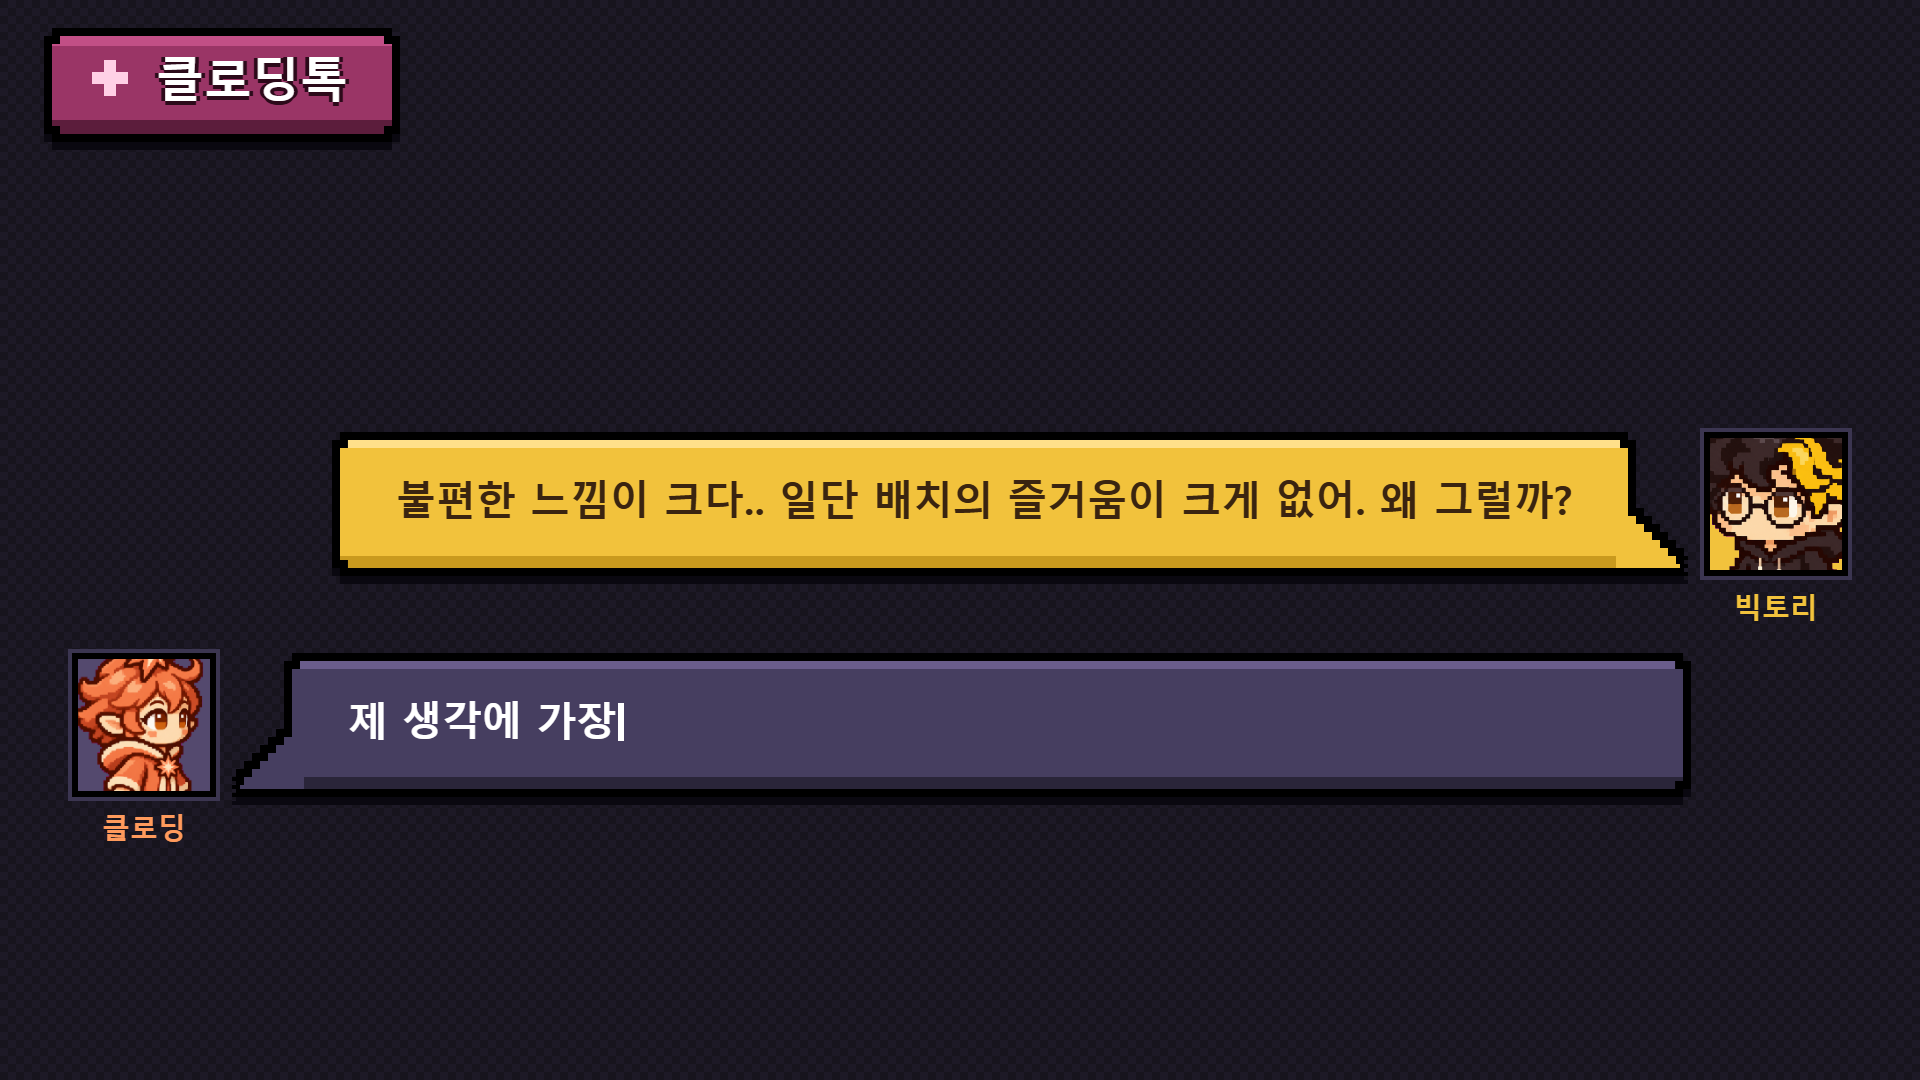 클로딩톡
불편한 느낌이 크다.. 일단 배치의 즐거움이 크게 없어. 왜 그럴까?
빅토리
제 생각에 가장
클로딩